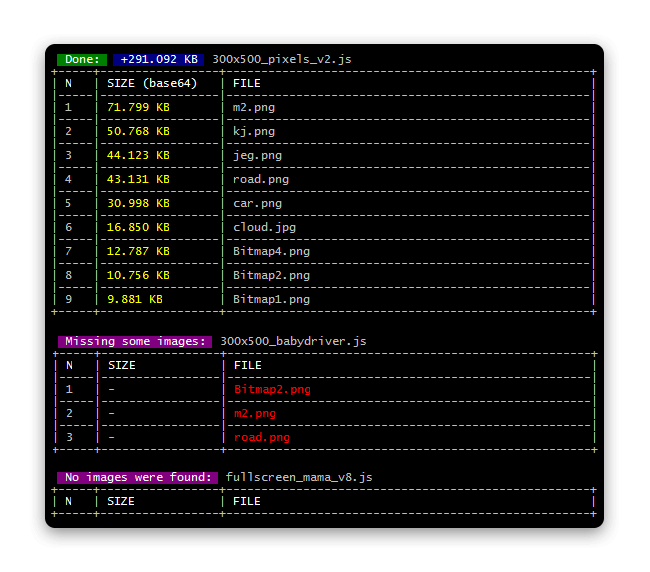 Done: +291.092 KB 300x500_pixels_v2.js
N SIZE (base64) FILE
1 71.799 KB m2.png
2 50.768 KB kj.png
3 44.123 KB jeg.png
4 43.131 KB road.png
5 30.998 KB car.png
6 16.850 KB cloud.jpg
7 12.787 KB Bitmap4.png
8 10.756 KB Bitmap2.png
9 9.881 KB Bitmap1.png
Missing some images: 300x500_babydriver.js
N SIZE FILE
1 - Bitmap2.png
2 - m2.png
3 - road.png
No images were found: fullscreen_mama_v8.js
N SIZE FILE